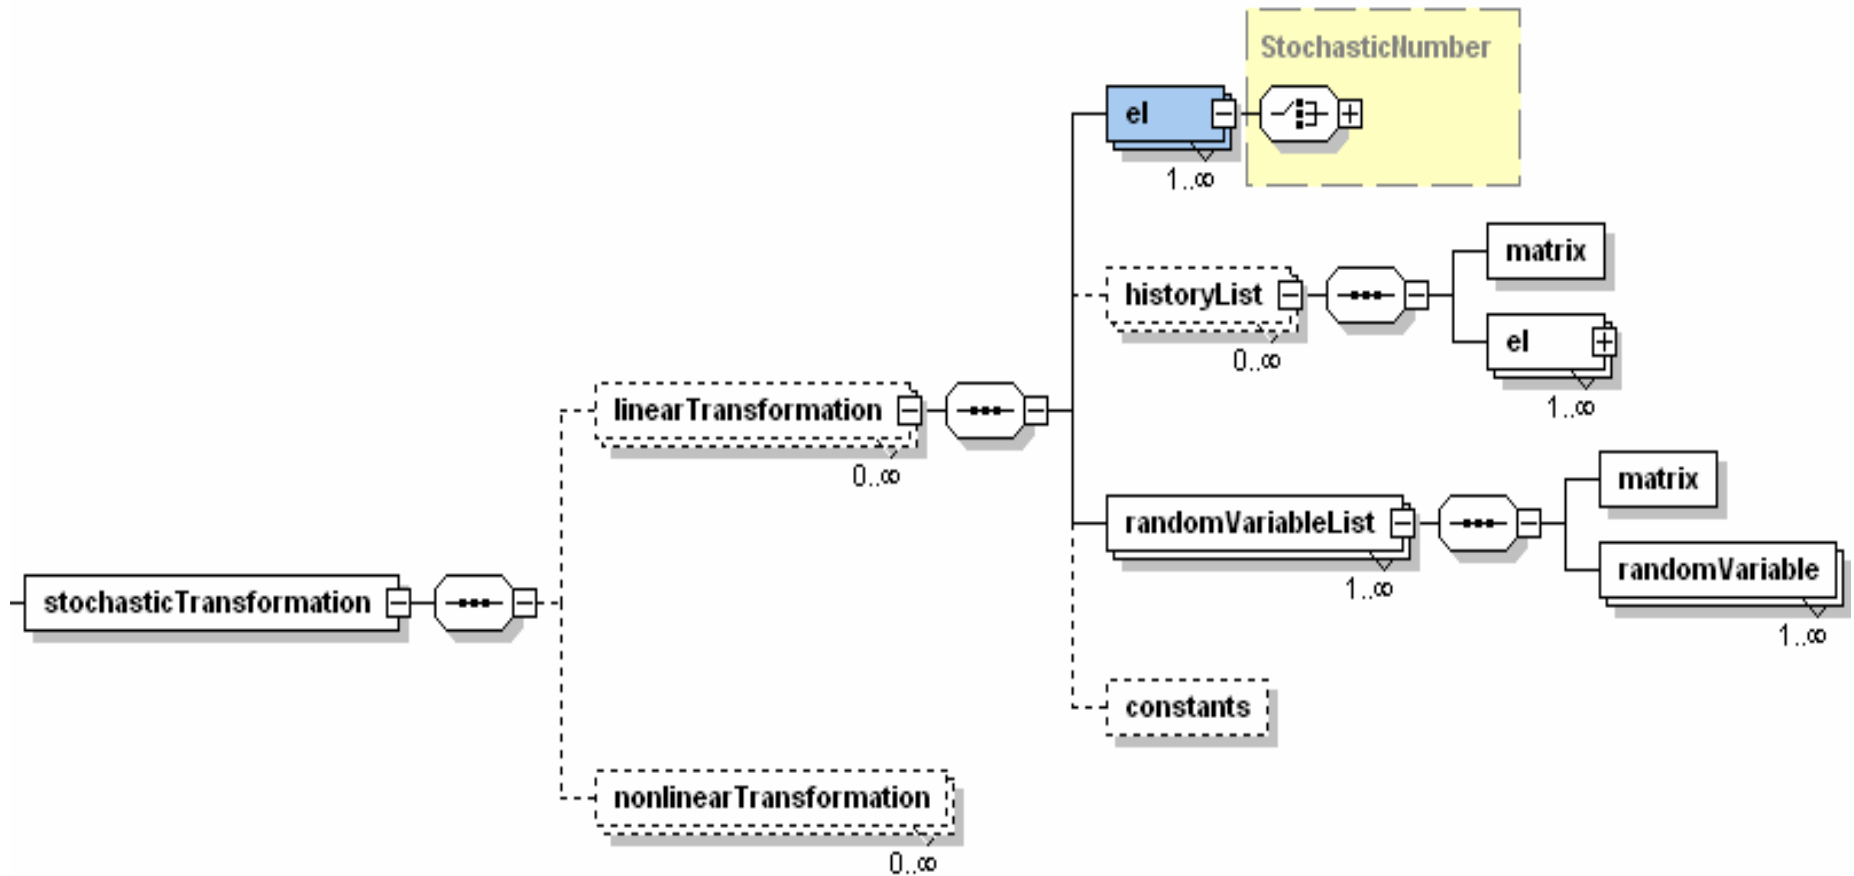 StochasticNumber
el
1..∞
matrix
historyList
0..∞
el
1..∞
linearTransformation
0..∞
matrix
randomVariableList
1..∞
randomVariable
1..∞
stochasticTransformation
constants
nonlinearTransformation
0..∞